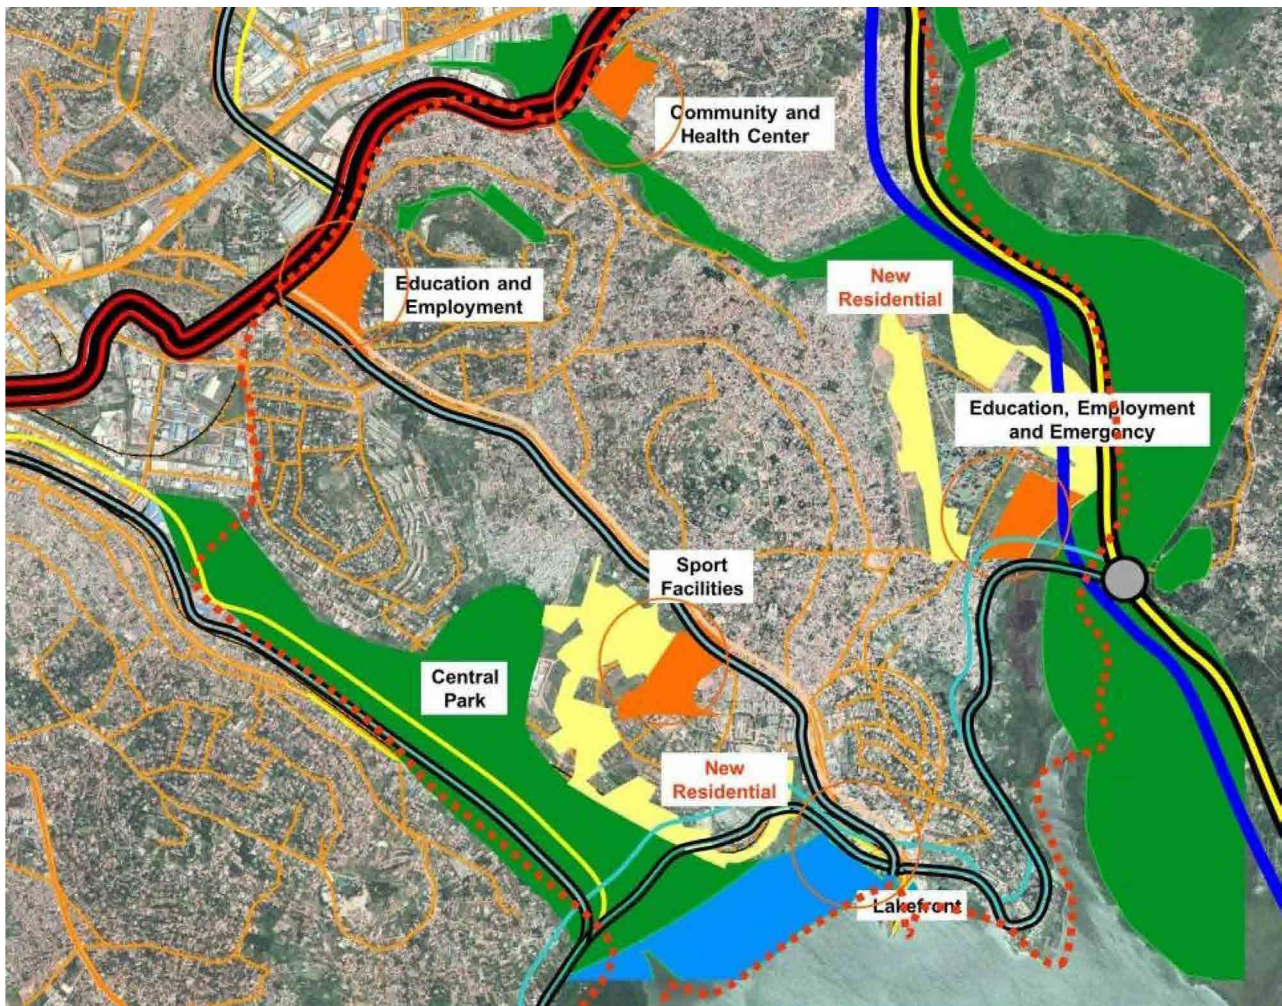 Community and
Health Center
Education and
Employment
New
Residential
Education, Employment
and Emergency
Sport
Facilities
Central
Park
New
Residential
Lakefront